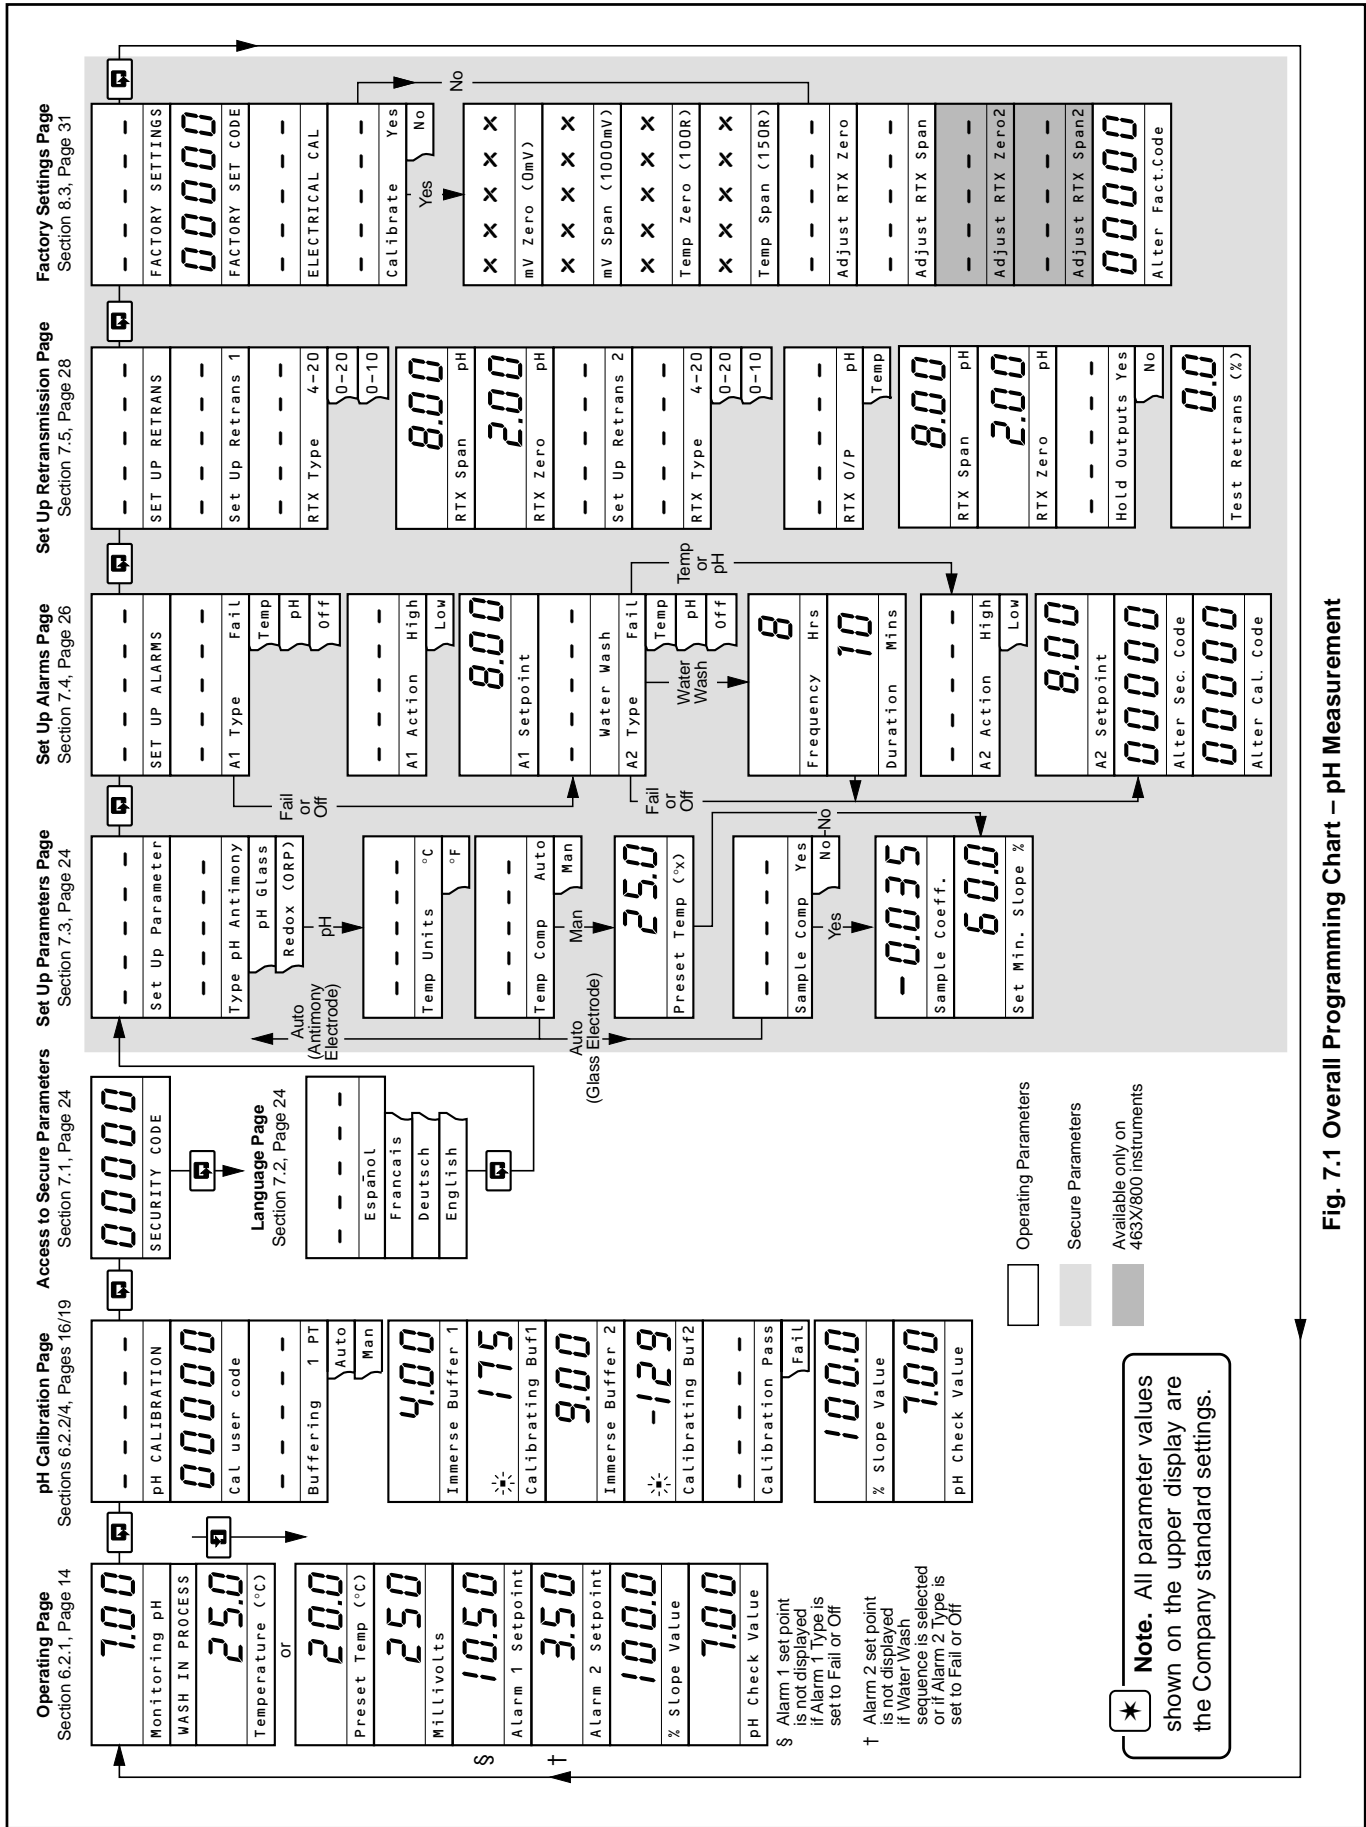 Operating Page
Section 6.2.1, Page 14
7.00
Monitoring pH
WASH IN PROCESS
25.0
Temperature (°C)
or
20.0
Preset Temp (°C)
250
Millivolts
§
10.50
Alarm 1 Setpoint
†
3.50
Alarm 2 Setpoint
100.0
% Slope Value
7.00
pH Check Value
§ Alarm 1 set point
is not displayed
if Alarm 1 Type is
set to Fail or Off
† Alarm 2 set point
is not displayed
if Water Wash
sequence is selected
or if Alarm 2 Type is
set to Fail or Off
pH Calibration Page
Sections 6.2.2/4, Pages 16/19
– – – – –
pH CALIBRATION
00000
Cal user code
– – – –
Buffering 1 PT
Auto
Man
4.00
Immerse Buffer 1
175
Calibrating Buf1
9.00
Immerse Buffer 2
-129
Calibrating Buf2
– – – –
Calibration Pass
Fail
100.0
% Slope Value
7.00
pH Check Value
Access to Secure Parameters
Section 7.1, Page 24
00000
SECURITY CODE
Language Page
Section 7.2, Page 24
– – – – –
Español
Francais
Deutsch
English
Set Up Parameters Page
Section 7.3, Page 24
– – – – –
Set Up Parameter
– – – –
Type pH Antimony
pH Glass
Redox (ORP)
pH
– – – – –
Temp Units °C
°F
– – – – –
Temp Comp Auto
Man
Auto
(Antimony
Electrode)
Man
Auto
(Glass Electrode)
25.0
Preset Temp (°x)
– – – – –
Sample Comp Yes
No
No
Yes
-0.035
Sample Coeff.
60.0
Set Min. Slope %
Set Up Alarms Page
Section 7.4, Page 26
– – – – –
SET UP ALARMS
– – – – –
A1 Type Fail
Temp
pH
Off
Fail
or
Off
– – – – –
A1 Action High
Low
8.00
A1 Setpoint
– – – – –
Water Wash
A2 Type Fail
Temp
pH
Off
Fail
or
Off
Water
Wash
Temp
or
pH
8
Frequency Hrs
10
Duration Mins
– – – – –
A2 Action High
Low
8.00
A2 Setpoint
00000
Alter Sec. Code
00000
Alter Cal. Code
Set Up Retransmission Page
Section 7.5, Page 28
– – – – –
SET UP RETRANS
– – – – –
Set Up Retrans 1
– – – – –
RTX Type 4-20
0-20
0-10
8.00
RTX Span pH
2.00
RTX Zero pH
– – – – –
Set Up Retrans 2
– – – – –
RTX Type 4-20
0-20
0-10
– – – – –
RTX O/P pH
Temp
8.00
RTX Span pH
2.00
RTX Zero pH
– – – – –
Hold Outputs Yes
No
0.0
Test Retrans (%)
Factory Settings Page
Section 8.3, Page 31
– – – – –
FACTORY SETTINGS
00000
FACTORY SET CODE
– – – – –
ELECTRICAL CAL
– – – – –
Calibrate Yes
No
Yes
No
x x x x x
mV Zero (0mV)
x x x x x
mV Span (1000mV)
x x x x x
Temp Zero (100R)
x x x x x
Temp Span (150R)
– – – – –
Adjust RTX Zero
– – – – –
Adjust RTX Span
– – – – –
Adjust RTX Zero2
– – – – –
Adjust RTX Span2
00000
Alter Fact.Code
Note. All parameter values
shown on the upper display are
the Company standard settings.
Operating Parameters
Secure Parameters
Available only on
463X/800 instruments
Fig. 7.1 Overall Programming Chart – pH Measurement